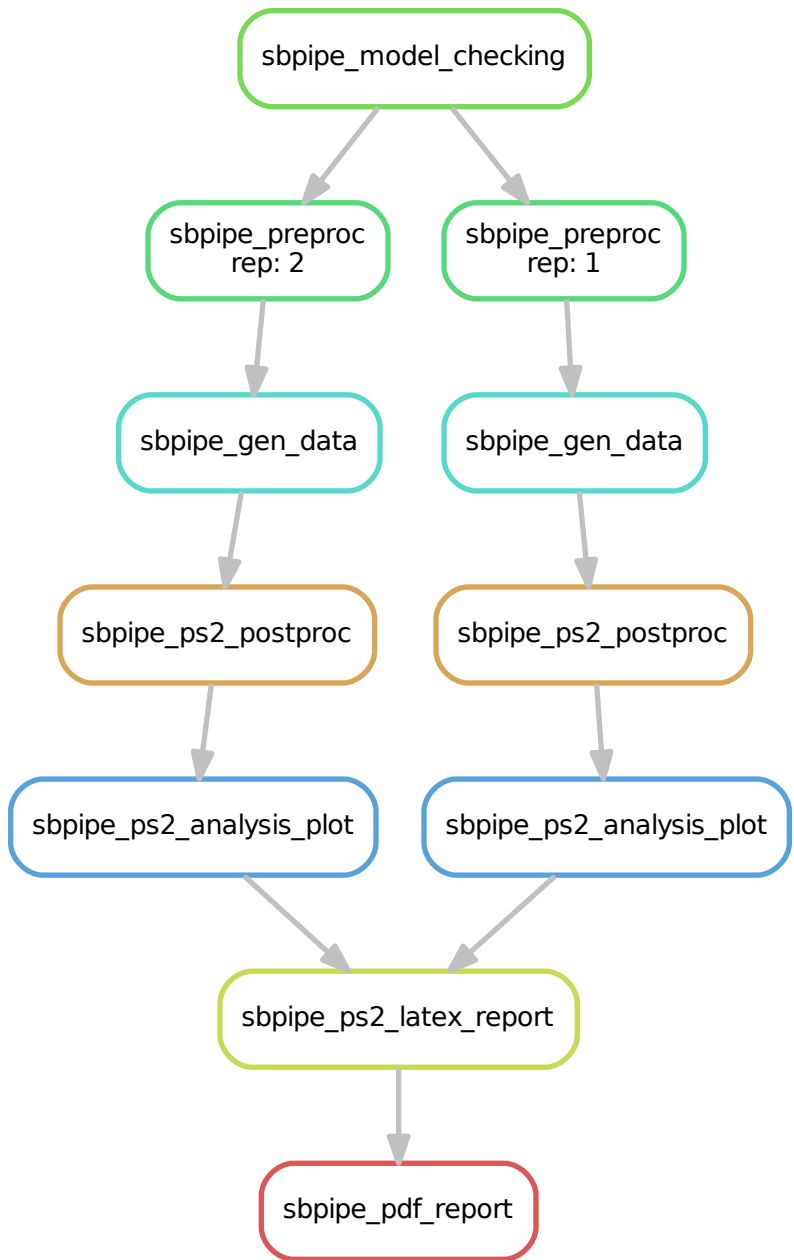 sbpipe_model_checking
sbpipe_preproc
rep: 2
sbpipe_preproc
rep: 1
sbpipe_gen_data
sbpipe_gen_data
sbpipe_ps2_postproc
sbpipe_ps2_postproc
sbpipe_ps2_analysis_plot
sbpipe_ps2_analysis_plot
sbpipe_ps2_latex_report
sbpipe_pdf_report